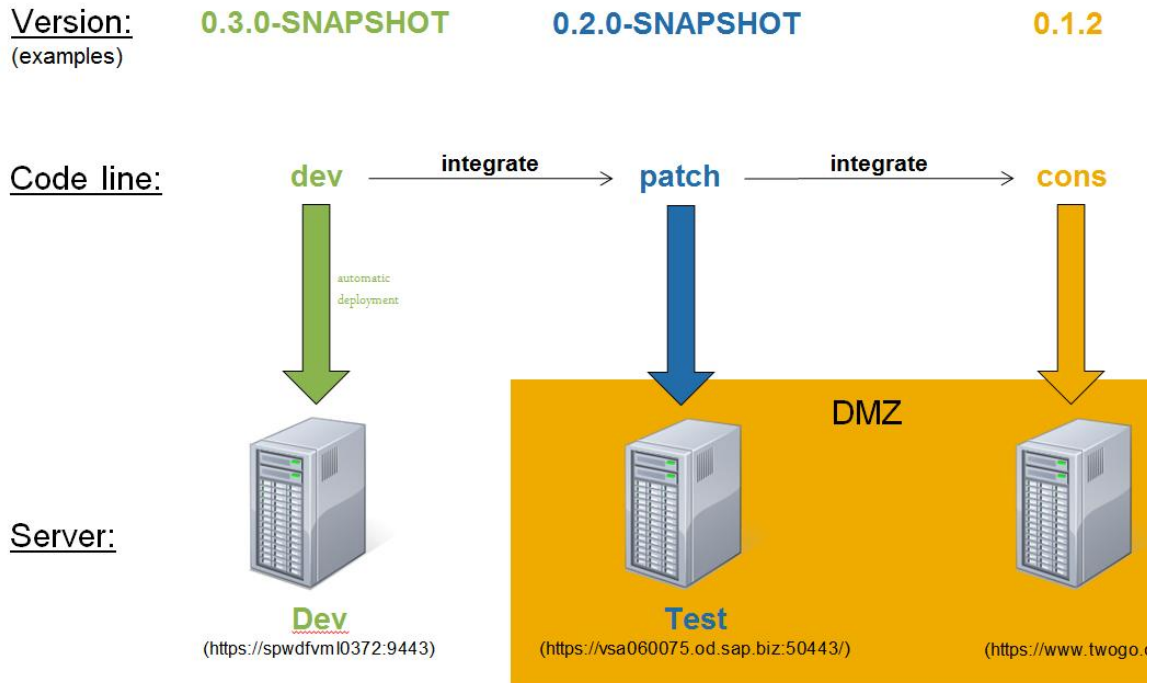 Version: 0.3.0-SNAPSHOT 0.2.0-SNAPSHOT 0.1.2
(examples)
Code line: dev integrate patch integrate cons
automatic
deployment
DMZ
Server:
Dev Test
(https://spwdfvml0372:9443) (https://vsa060075.od.sap.biz:50443/) (https://www.twogo.